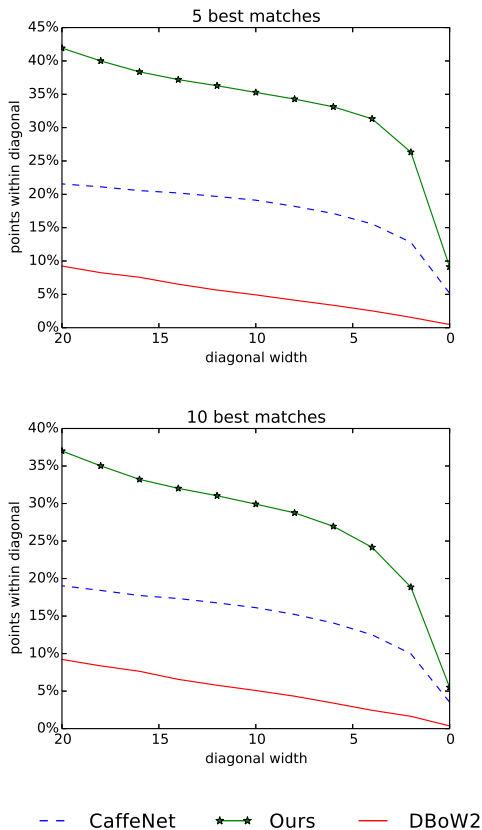 5 best matches
45%
40%
35%
30%
25%
20%
15%
10%
5%
0%
points within diagonal
20 15 10 5 0
diagonal width
10 best matches
40%
35%
30%
25%
20%
15%
10%
5%
0%
points within diagonal
20 15 10 5 0
diagonal width
CaffeNet Ours DBoW2